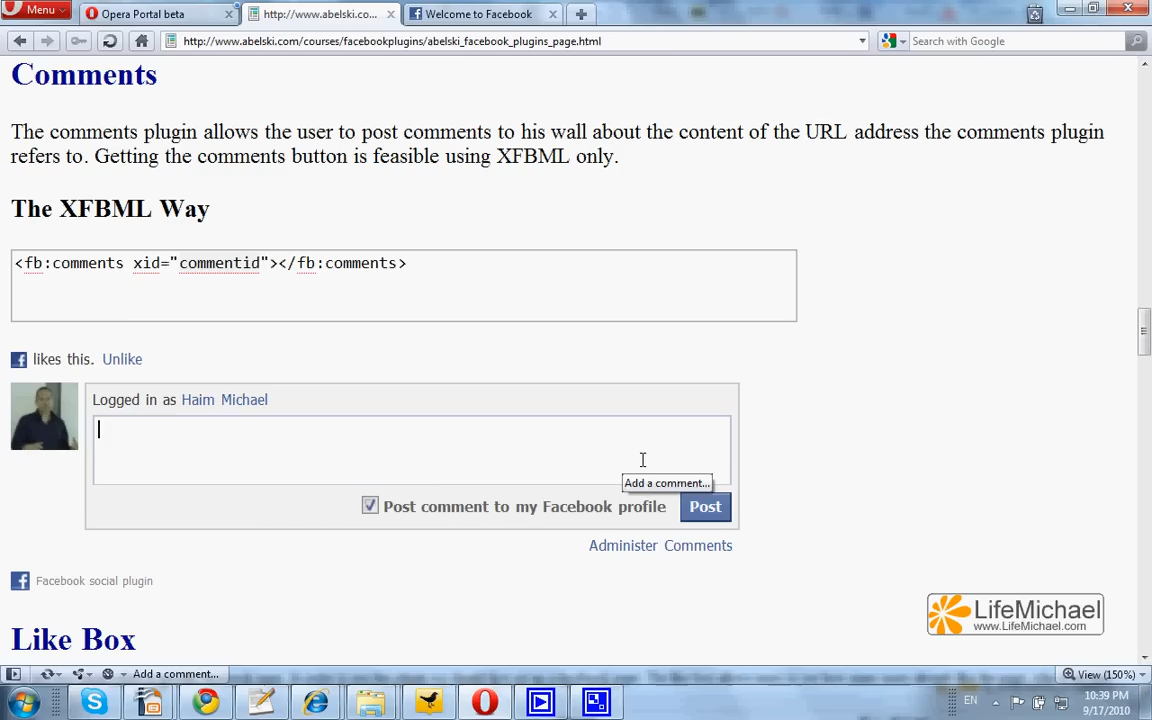 Menu
Opera Portal beta
http://www.abelski.co...
Welcome to Facebook
http://www.abelski.com/courses/facebookplugins/abelski_facebook_plugins_page.html
Search with Google
Comments
The comments plugin allows the user to post comments to his wall about the content of the URL address the comments plugin
refers to. Getting the comments button is feasible using XFBML only.
The XFBML Way
<fb:comments xid="commentid"></fb:comments>
likes this. Unlike
Logged in as Haim Michael
Add a comment...
Post comment to my Facebook profile
Post
Administer Comments
Facebook social plugin
LifeMichael
www.LifeMichael.com
Like Box
Add a comment...
View (150%)
EN
10:39 PM
9/17/2010